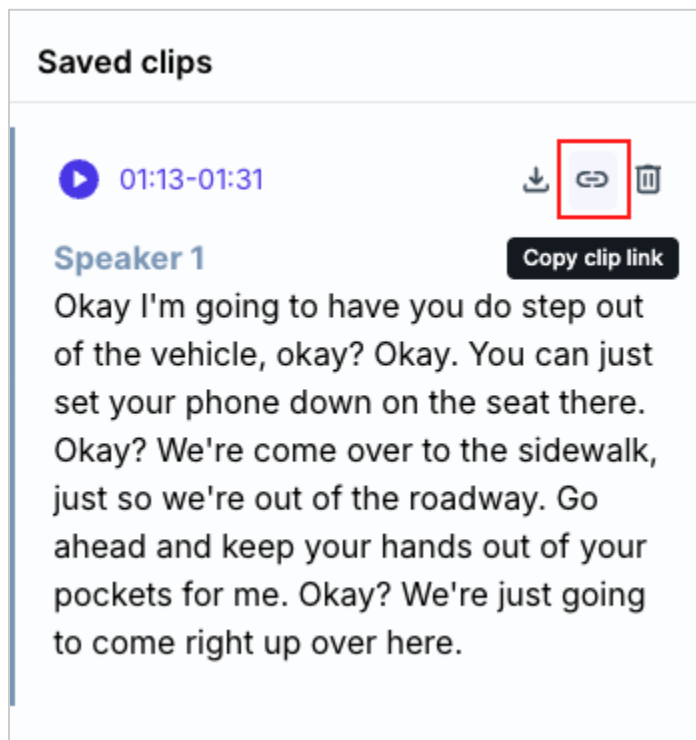 Saved clips
01:13-01:31
Speaker 1
Copy clip link
Okay I'm going to have you do step out
of the vehicle, okay? Okay. You can just
set your phone down on the seat there.
Okay? We're come over to the sidewalk,
just so we're out of the roadway. Go
ahead and keep your hands out of your
pockets for me. Okay? We're just going
to come right up over here.